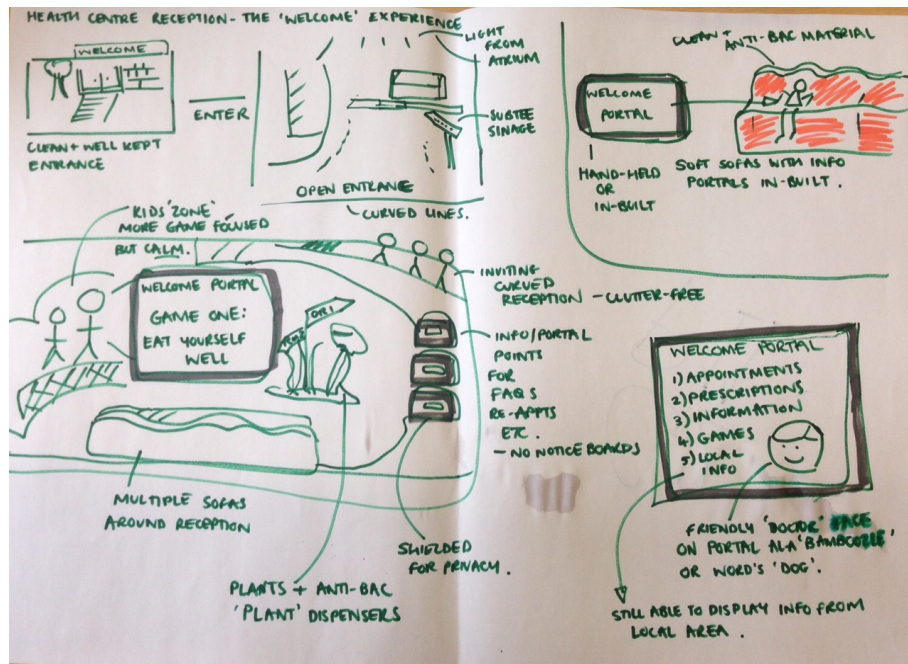 HEALTH CENTRE RECEPTION - THE 'WELCOME' EXPERIENCE
WELCOME
CLEAN + WELL KEPT
ENTRANCE
ENTER
LIGHT
FROM
ATRIUM
SUBTLE
SINAGE
OPEN ENTRANCE
CURVED LINES.
CLEAN +
ANTI-BAC MATERIAL
WELCOME
PORTAL
HAND-HELD
OR
IN-BUILT
SOFT SOFAS WITH INFO
PORTALS IN-BUILT.
KIDS 'ZONE'
MORE GAME FOCUSED
BUT CALM.
WELCOME PORTAL
GAME ONE:
EAT YOURSELF
WELL
RM2
DR1
INVITING
CURVED
RECEPTION - CLUTTER-FREE
INFO/PORTAL
POINTS
FOR
FAQS
RE-APPTS
ETC.
- NO NOTICE BOARDS
MULTIPLE SOFAS
AROUND RECEPTION
PLANTS + ANTI-BAC
'PLANT' DISPENSERS
SHIELDED
FOR PRIVACY.
WELCOME PORTAL
1) APPOINTMENTS
2) PRESCRIPTIONS
3) INFORMATION
4) GAMES
5) LOCAL
INFO
FRIENDLY 'DOCTOR' FACE
ON PORTAL ALA 'BAMBOOZLE'
OR WORD'S 'DOG'.
STILL ABLE TO DISPLAY INFO FROM
LOCAL AREA.